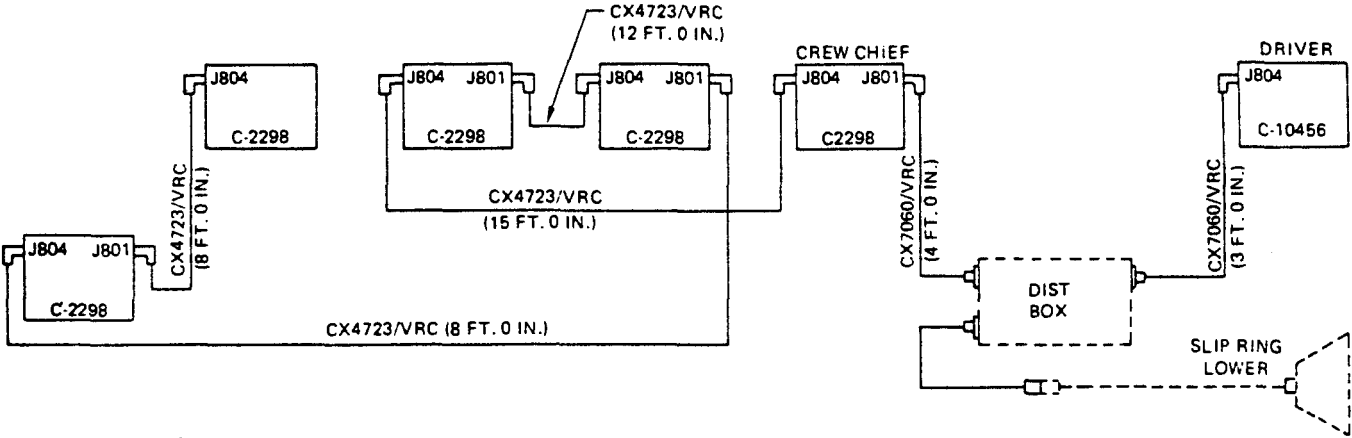 CX4723/VRC
(12 FT. 0 IN.)
J804
C-2298
J804 J801
C-2298
J804 J801
C-2298
CREW CHIEF
J804 J801
C2298
DRIVER
J804
C-10456
CX4723/VRC
(8 FT. 0 IN.)
CX4723/VRC
(15 FT. 0 IN.)
CX7060/VRC
(4 FT. 0 IN.)
CX7060/VRC
(3 FT. 0 IN.)
J804 J801
C-2298
CX4723/VRC (8 FT. 0 IN.)
DIST
BOX
SLIP RING
LOWER